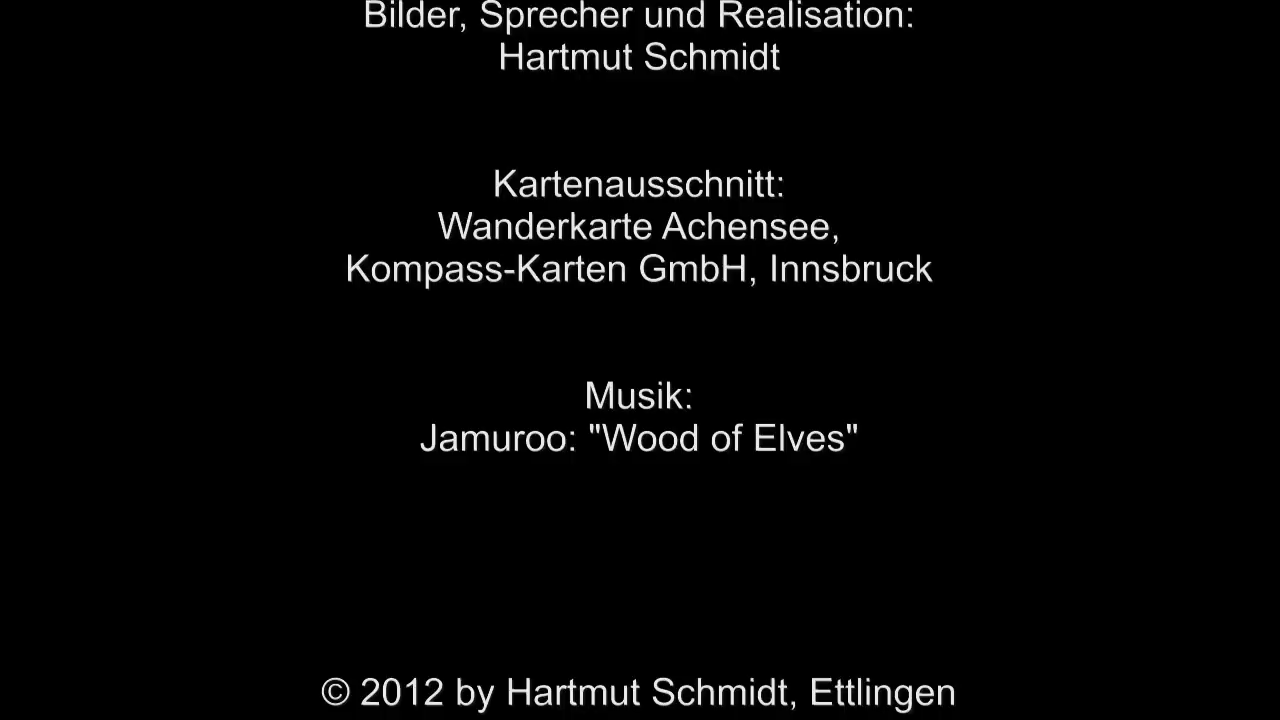 Bilder, Sprecher und Realisation:
Hartmut Schmidt
Kartenausschnitt:
Wanderkarte Achensee,
Kompass-Karten GmbH, Innsbruck
Musik:
Jamuroo: "Wood of Elves"
© 2012 by Hartmut Schmidt, Ettlingen